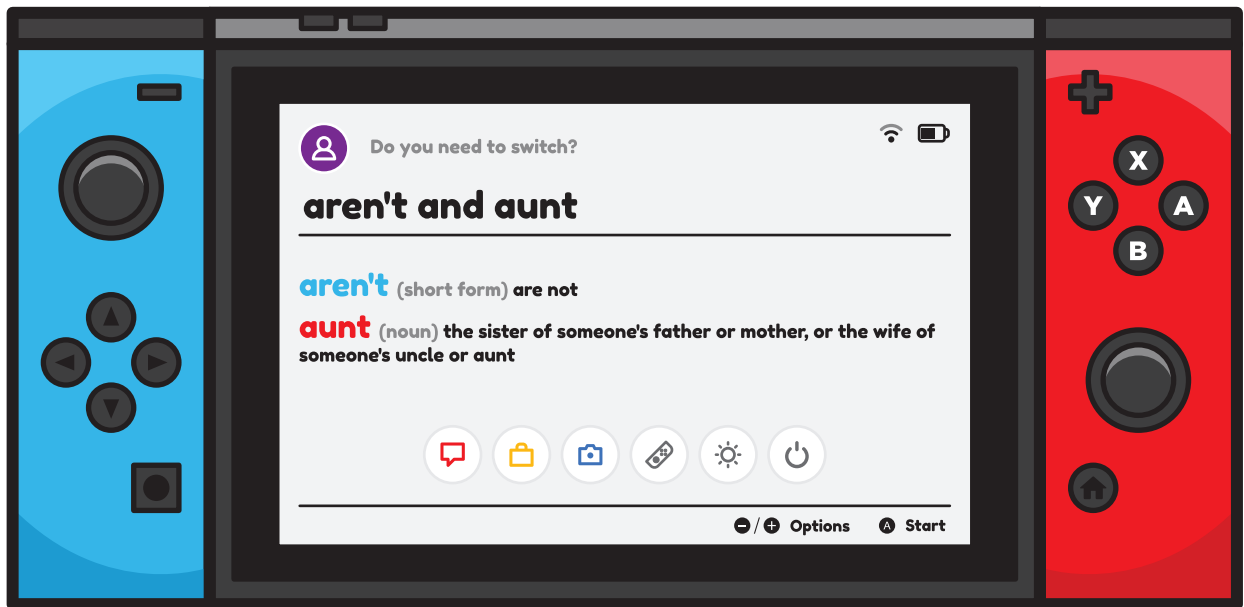 Do you need to switch?
aren't and aunt
aren't (short form) are not
aunt (noun) the sister of someone's father or mother, or the wife of
someone's uncle or aunt
X
Y A
B
/ Options A Start